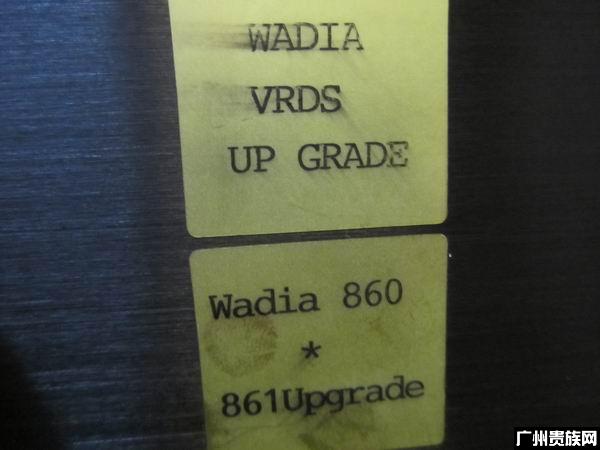 WADIA
VRDS
UP GRADE
Wadia 860
*
861Upgrade
广州贵族网